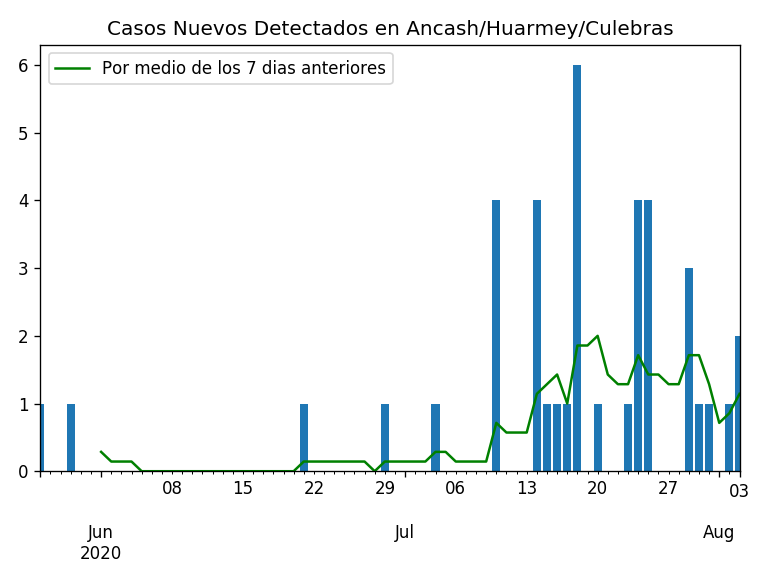 Casos Nuevos Detectados en Ancash/Huarmey/Culebras
Por medio de los 7 dias anteriores
6
5
4
3
2
1
0
08 15 22 29 06 13 20 27 03
Jun Jul Aug
2020